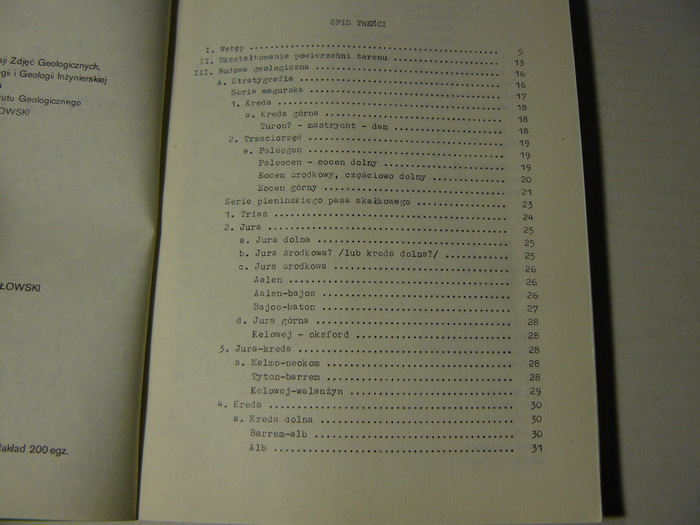 ji Zdjęć Geologicznych,
gii i Geologii Inżynierskiej
i
tutu Geologicznego
OWSKI
ŁOWSKI
akład 200 egz.
SPIS TREŚCI
I. Wstęp 5
II. Ukształtowanie powierzchni terenu 13
III. Budowa geologiczna 16
A. Stratygrafia 16
Seria magurska 17
1. Kreda 18
a. Kreda górna 18
Turon? - mastrycht - dan 18
2. Trzeciorzęd 19
a. Paleogen 19
Paleocen - eocen dolny 19
Eocen środkowy, częściowo dolny 20
Eocen górny 21
Serie pienińskiego pasa skałkowego 23
1. Trias 24
2. Jura 25
a. Jura dolna 25
b. Jura środkowa? /lub kreda dolna?/ 25
c. Jura środkowa 26
Aalen 26
Aalen-bajos 26
Bajos-baton 27
d. Jura górna 28
Kelowej - oksford 28
3. Jura-kreda 28
a. Malmo-neokom 28
Tyton-barrem 28
Kelowej-walanżyn 29
4. Kreda 30
a. Kreda dolna 30
Barrem-alb 30
Alb 31